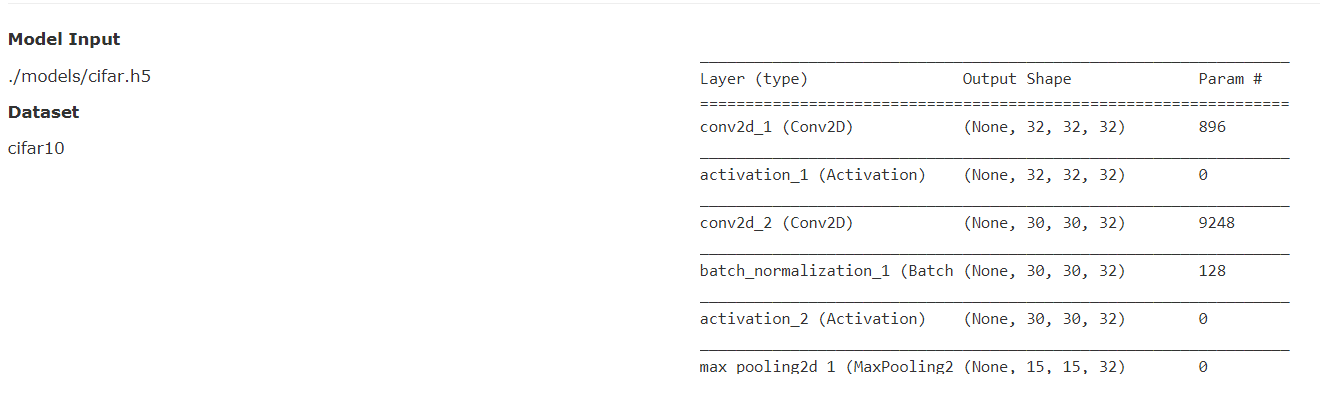 Model Input
./models/cifar.h5
Dataset
cifar10
_________________________________________________________________
Layer (type)                 Output Shape              Param #
=================================================================
conv2d_1 (Conv2D)            (None, 32, 32, 32)        896
_________________________________________________________________
activation_1 (Activation)    (None, 32, 32, 32)        0
_________________________________________________________________
conv2d_2 (Conv2D)            (None, 30, 30, 32)        9248
_________________________________________________________________
batch_normalization_1 (Batch (None, 30, 30, 32)        128
_________________________________________________________________
activation_2 (Activation)    (None, 30, 30, 32)        0
_________________________________________________________________
max_pooling2d_1 (MaxPooling2 (None, 15, 15, 32)        0